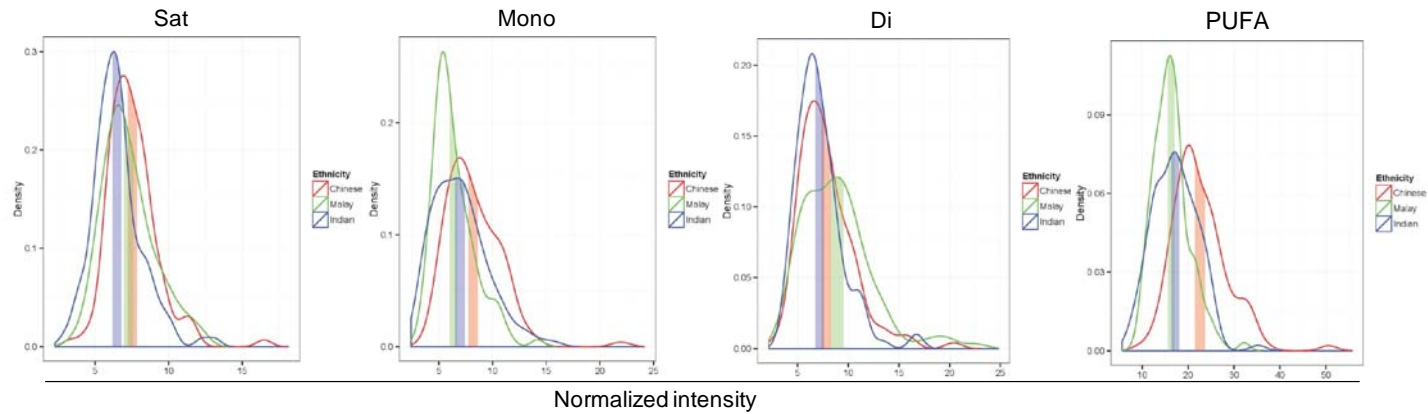 Sat
Mono
Di
PUFA
0.3
0.2
0.1
0.0
Density
5
10
15
Ethnicity
Chinese
Malay
Indian
0.2
0.1
0.0
Density
5
10
15
20
25
Ethnicity
Chinese
Malay
Indian
0.20
0.15
0.10
0.05
0.00
Density
5
10
15
20
25
Ethnicity
Chinese
Malay
Indian
0.09
0.06
0.03
0.00
Density
10
20
30
40
50
Ethnicity
Chinese
Malay
Indian
Normalized intensity